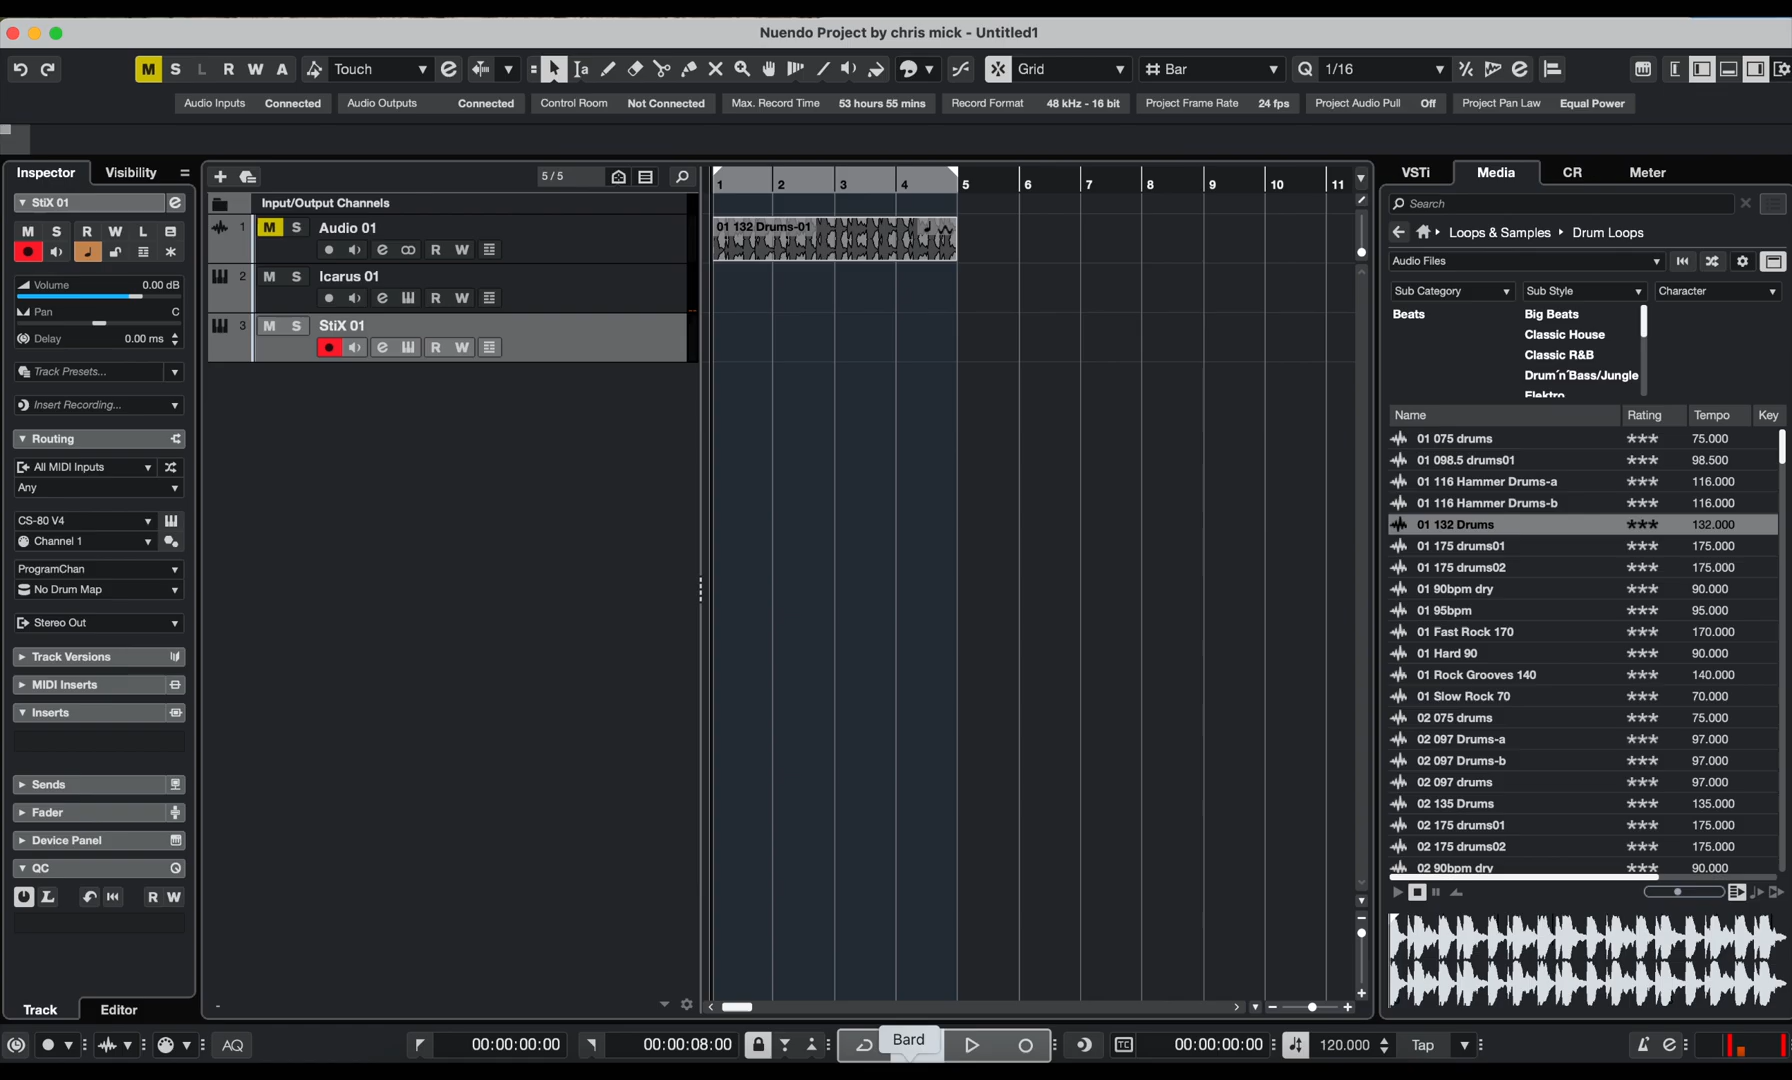 Nuendo Project by chris mick - Untitled1
M S L R W A Touch Grid # Bar Q 1/16
Audio Inputs Connected Audio Outputs Connected Control Room Not Connected Max. Record Time 53 hours 55 mins Record Format 48 kHz - 16 bit Project Frame Rate 24 fps Project Audio Pull Off Project Pan Law Equal Power
Inspector Visibility
StiX 01
M S R W L
Volume 0.00 dB
Pan C
Delay 0.00 ms
Track Presets...
Insert Recording...
Routing
All MIDI Inputs
Any
CS-80 V4
Channel 1
ProgramChan
No Drum Map
Stereo Out
Track Versions
MIDI Inserts
Inserts
Sends
Fader
Device Panel
QC
L R W
Track Editor
5 / 5
Input/Output Channels
1 M S Audio 01
R W
2 M S Icarus 01
R W
3 M S StiX 01
R W
1 2 3 4 5 6 7 8 9 10 11
01 132 Drums-01
VSTi Media CR Meter
Search
Loops & Samples Drum Loops
Audio Files
Sub Category Sub Style Character
Beats Big Beats
Classic House
Classic R&B
Drum´n´Bass/Jungle
Elektro
Name Rating Tempo Key
01 075 drums *** 75.000
01 098.5 drums01 *** 98.500
01 116 Hammer Drums-a *** 116.000
01 116 Hammer Drums-b *** 116.000
01 132 Drums *** 132.000
01 175 drums01 *** 175.000
01 175 drums02 *** 175.000
01 90bpm dry *** 90.000
01 95bpm *** 95.000
01 Fast Rock 170 *** 170.000
01 Hard 90 *** 90.000
01 Rock Grooves 140 *** 140.000
01 Slow Rock 70 *** 70.000
02 075 drums *** 75.000
02 097 Drums-a *** 97.000
02 097 Drums-b *** 97.000
02 097 drums *** 97.000
02 135 Drums *** 135.000
02 175 drums01 *** 175.000
02 175 drums02 *** 175.000
02 90bpm dry *** 90.000
AQ 00:00:00:00 00:00:08:00 Bard TC 00:00:00:00 120.000 Tap